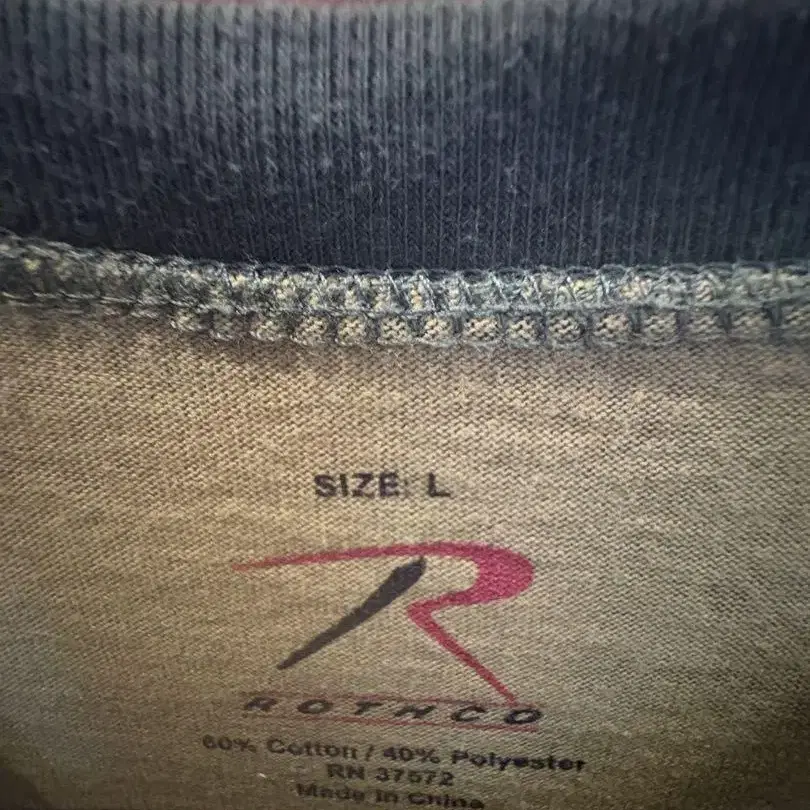 SIZE: L
ROTHCO
60% Cotton / 40% Polyester
RN 37572
Made in China